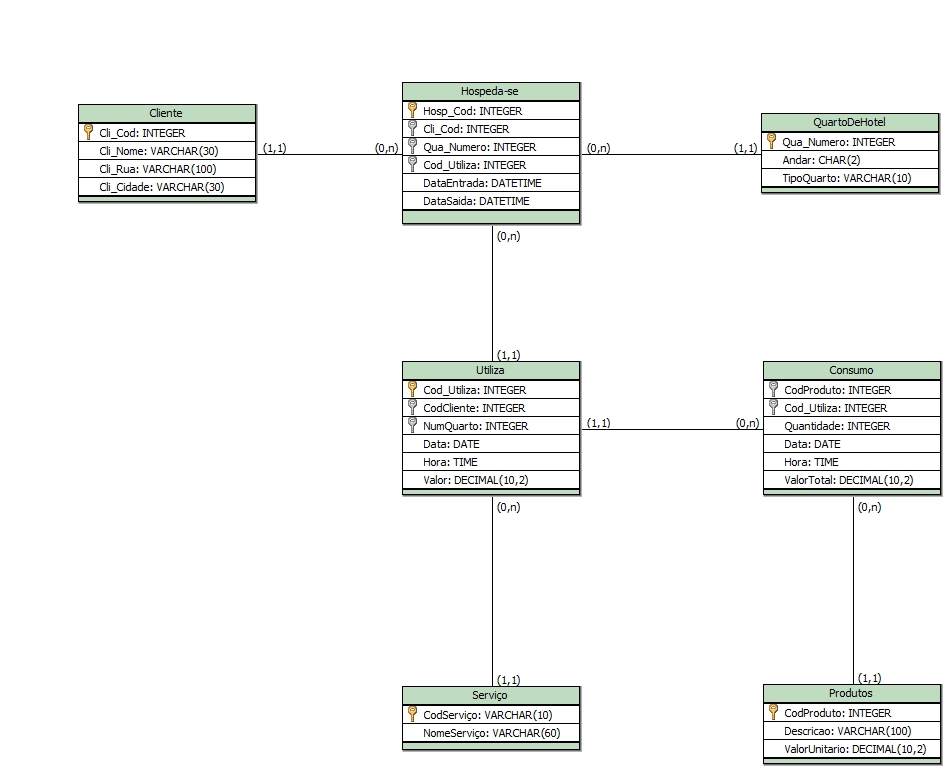 Cliente
Cli_Cod: INTEGER
Cli_Nome: VARCHAR(30)
Cli_Rua: VARCHAR(100)
Cli_Cidade: VARCHAR(30)
(1,1)
(0,n)
Hospeda-se
Hosp_Cod: INTEGER
Cli_Cod: INTEGER
Qua_Numero: INTEGER
Cod_Utiliza: INTEGER
DataEntrada: DATETIME
DataSaida: DATETIME
(0,n)
(1,1)
QuartoDeHotel
Qua_Numero: INTEGER
Andar: CHAR(2)
TipoQuarto: VARCHAR(10)
(0,n)
(1,1)
Utiliza
Cod_Utiliza: INTEGER
CodCliente: INTEGER
NumQuarto: INTEGER
Data: DATE
Hora: TIME
Valor: DECIMAL(10,2)
(1,1)
(0,n)
Consumo
CodProduto: INTEGER
Cod_Utiliza: INTEGER
Quantidade: INTEGER
Data: DATE
Hora: TIME
ValorTotal: DECIMAL(10,2)
(0,n)
(1,1)
Serviço
CodServiço: VARCHAR(10)
NomeServiço: VARCHAR(60)
(0,n)
(1,1)
Produtos
CodProduto: INTEGER
Descricao: VARCHAR(100)
ValorUnitario: DECIMAL(10,2)